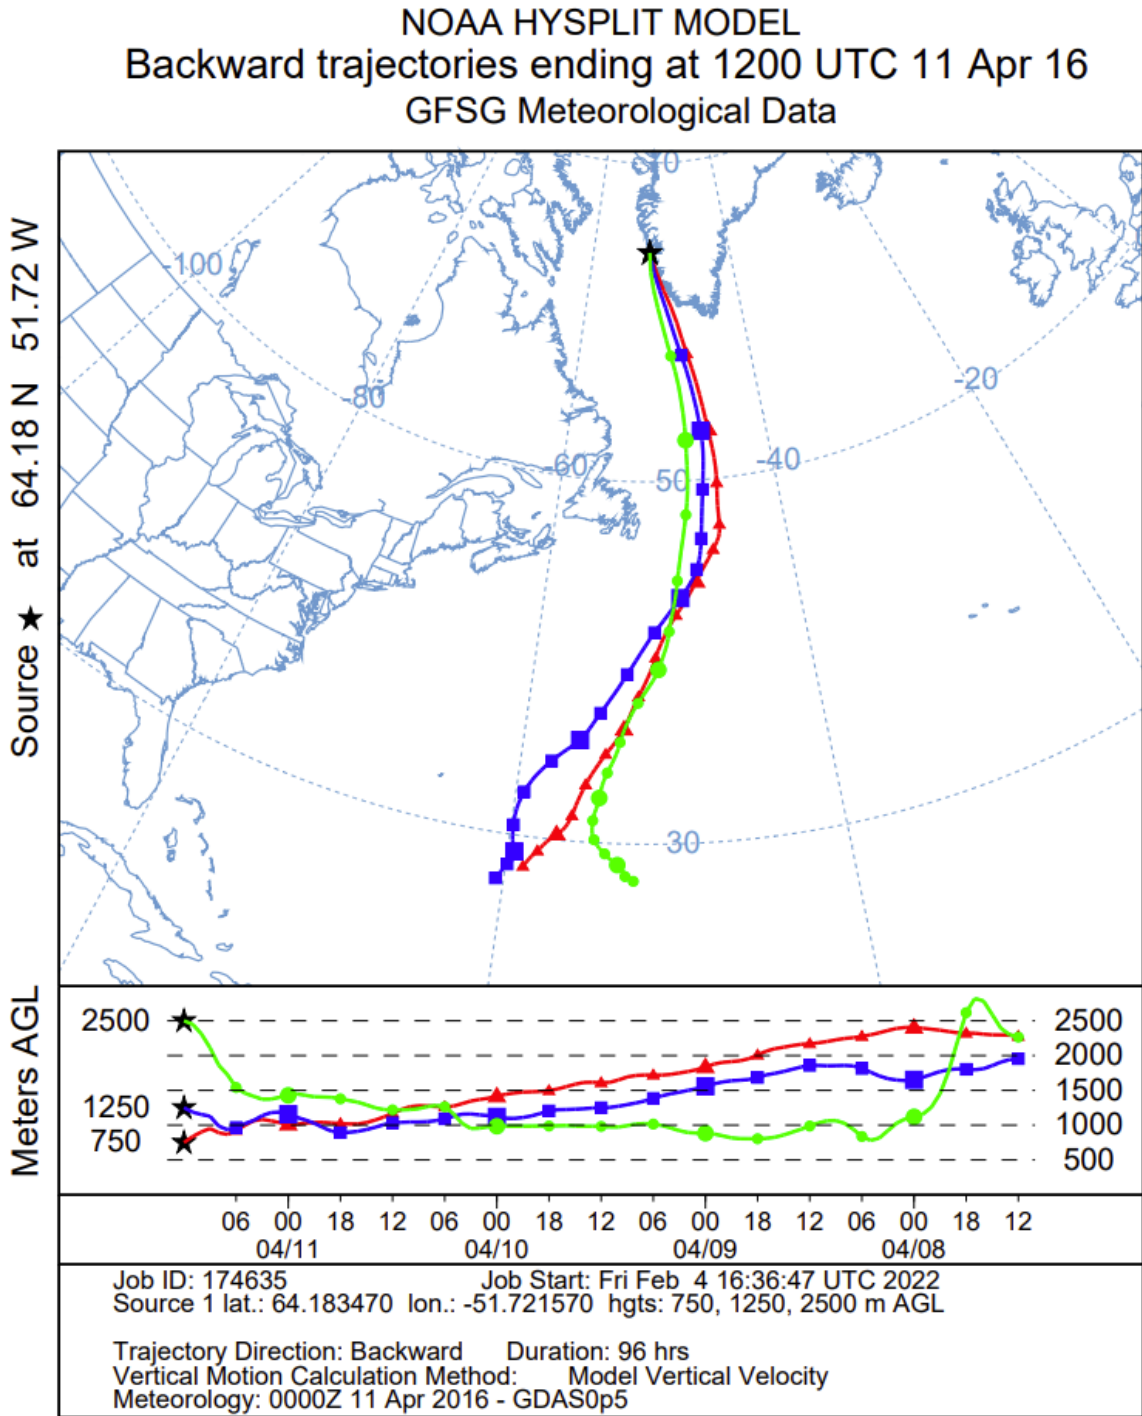 NOAA HYSPLIT MODEL
Backward trajectories ending at 1200 UTC 11 Apr 16
GFSG Meteorological Data
Source ★ at 64.18 N 51.72 W
-100
-80
-60
-40
-20
50
30
Meters AGL
2500
1250
750
2500
2000
1500
1000
500
06 00 18 12 06 00 18 12 06 00 18 12 06 00 18 12
04/11 04/10 04/09 04/08
Job ID: 174635 Job Start: Fri Feb 4 16:36:47 UTC 2022
Source 1 lat.: 64.183470 lon.: -51.721570 hgts: 750, 1250, 2500 m AGL
Trajectory Direction: Backward Duration: 96 hrs
Vertical Motion Calculation Method: Model Vertical Velocity
Meteorology: 0000Z 11 Apr 2016 - GDAS0p5